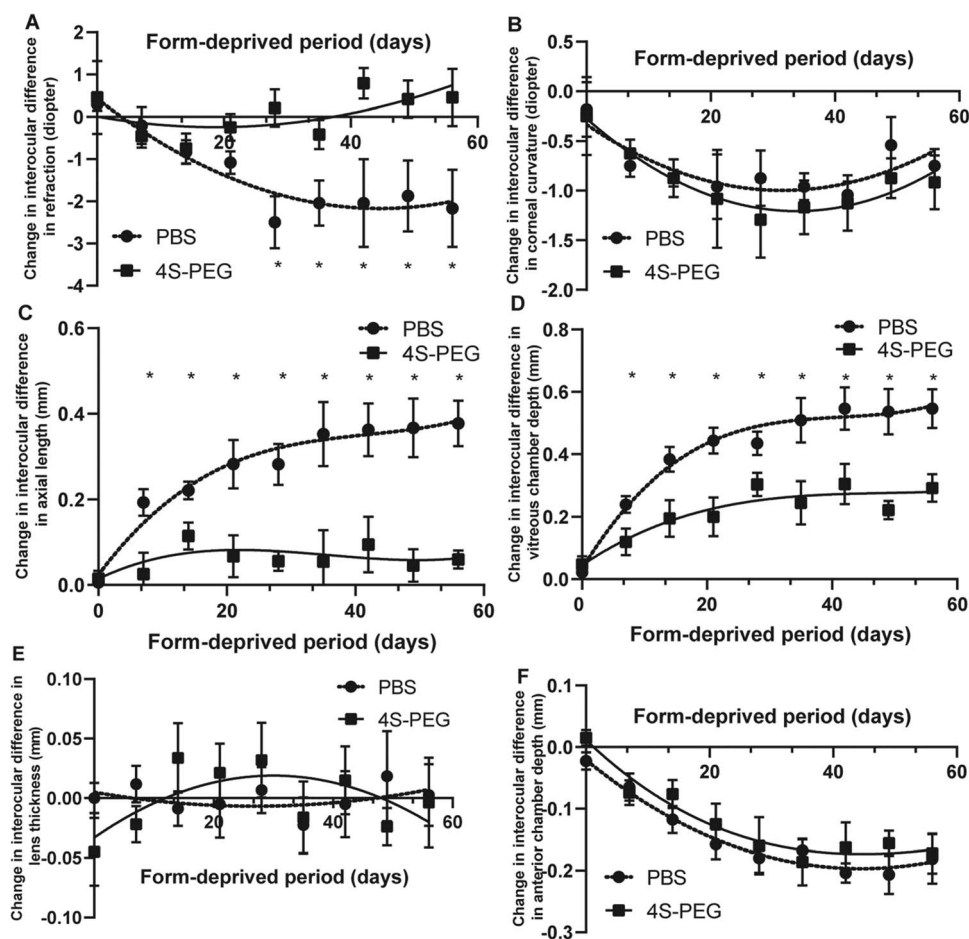 A
Form-deprived period (days)
Change in interocular difference in refraction (diopter)
2
1
0
-1
-2
-3
-4
20
40
60
PBS
4S-PEG
* * * * *
B
Form-deprived period (days)
Change in interocular difference in corneal curvature (diopter)
0.5
0.0
-0.5
-1.0
-1.5
-2.0
20
40
60
PBS
4S-PEG
C
Change in interocular difference in axial length (mm)
0.6
0.4
0.2
0.0
PBS
4S-PEG
* * * * * * * *
0
20
40
60
Form-deprived period (days)
D
Change in interocular difference in vitreous chamber depth (mm)
0.8
0.6
0.4
0.2
0.0
PBS
4S-PEG
* * * * * * * *
0
20
40
60
Form-deprived period (days)
E
Change in interocular difference in lens thickness (mm)
0.10
0.05
0.00
-0.05
-0.10
PBS
4S-PEG
20
40
60
Form-deprived period (days)
F
Change in interocular difference in anterior chamber depth (mm)
0.1
0.0
-0.1
-0.2
-0.3
Form-deprived period (days)
20
40
60
PBS
4S-PEG